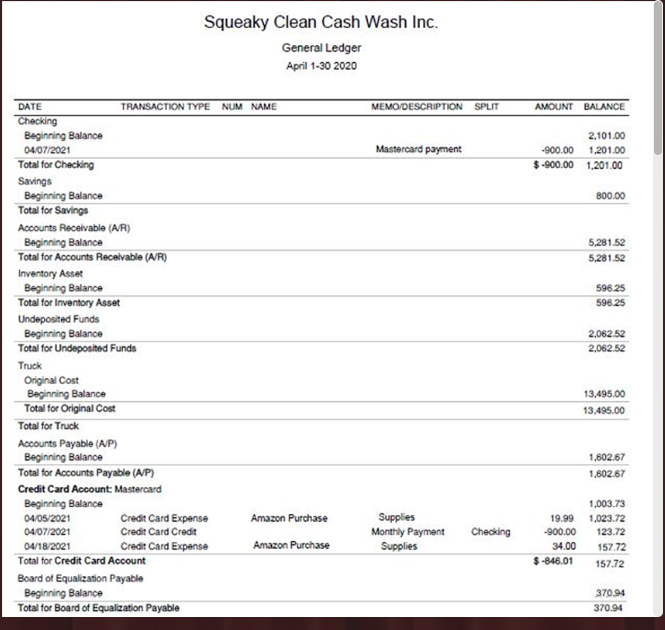 Squeaky Clean Cash Wash Inc.
General Ledger
April 1-30 2020
DATE TRANSACTION TYPE NUM NAME MEMO/DESCRIPTION SPLIT AMOUNT BALANCE
Checking
Beginning Balance 2,101.00
04/07/2021 Mastercard payment -900.00 1,201.00
Total for Checking $ -900.00 1,201.00
Savings
Beginning Balance 800.00
Total for Savings
Accounts Receivable (A/R)
Beginning Balance 5,281.52
Total for Accounts Receivable (A/R) 5,281.52
Inventory Asset
Beginning Balance 596.25
Total for Inventory Asset 596.25
Undeposited Funds
Beginning Balance 2,062.52
Total for Undeposited Funds 2,062.52
Truck
Original Cost
Beginning Balance 13,495.00
Total for Original Cost 13,495.00
Total for Truck
Accounts Payable (A/P)
Beginning Balance 1,602.67
Total for Accounts Payable (A/P) 1,602.67
Credit Card Account: Mastercard
Beginning Balance 1,003.73
04/05/2021 Credit Card Expense Amazon Purchase Supplies 19.99 1,023.72
04/07/2021 Credit Card Credit Monthly Payment Checking -900.00 123.72
04/18/2021 Credit Card Expense Amazon Purchase Supplies 34.00 157.72
Total for Credit Card Account $ -846.01 157.72
Board of Equalization Payable
Beginning Balance 370.94
Total for Board of Equalization Payable 370.94